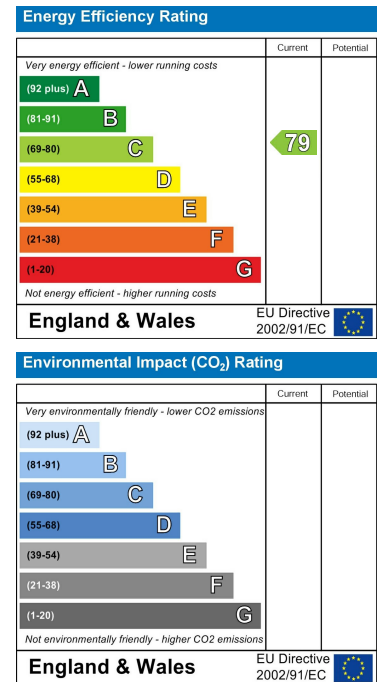 Energy Efficiency Rating
Current Potential
Very energy efficient - lower running costs
(92 plus) A
(81-91) B
(69-80) C
79
(55-68) D
(39-54) E
(21-38) F
(1-20) G
Not energy efficient - higher running costs
England & Wales
EU Directive
2002/91/EC
Environmental Impact (CO₂) Rating
Current Potential
Very environmentally friendly - lower CO2 emissions
(92 plus) A
(81-91) B
(69-80) C
(55-68) D
(39-54) E
(21-38) F
(1-20) G
Not environmentally friendly - higher CO2 emissions
England & Wales
EU Directive
2002/91/EC